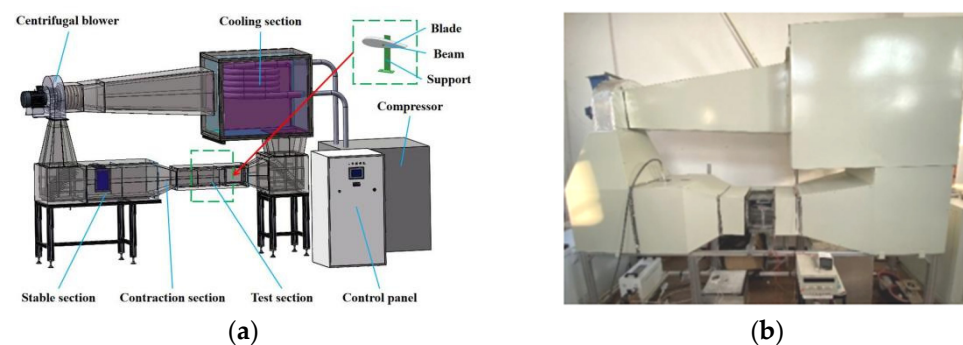 Centrifugal blower
Cooling section
Blade
Beam
Support
Compressor
Stable section
Contraction section
Test section
Control panel
(a)
(b)